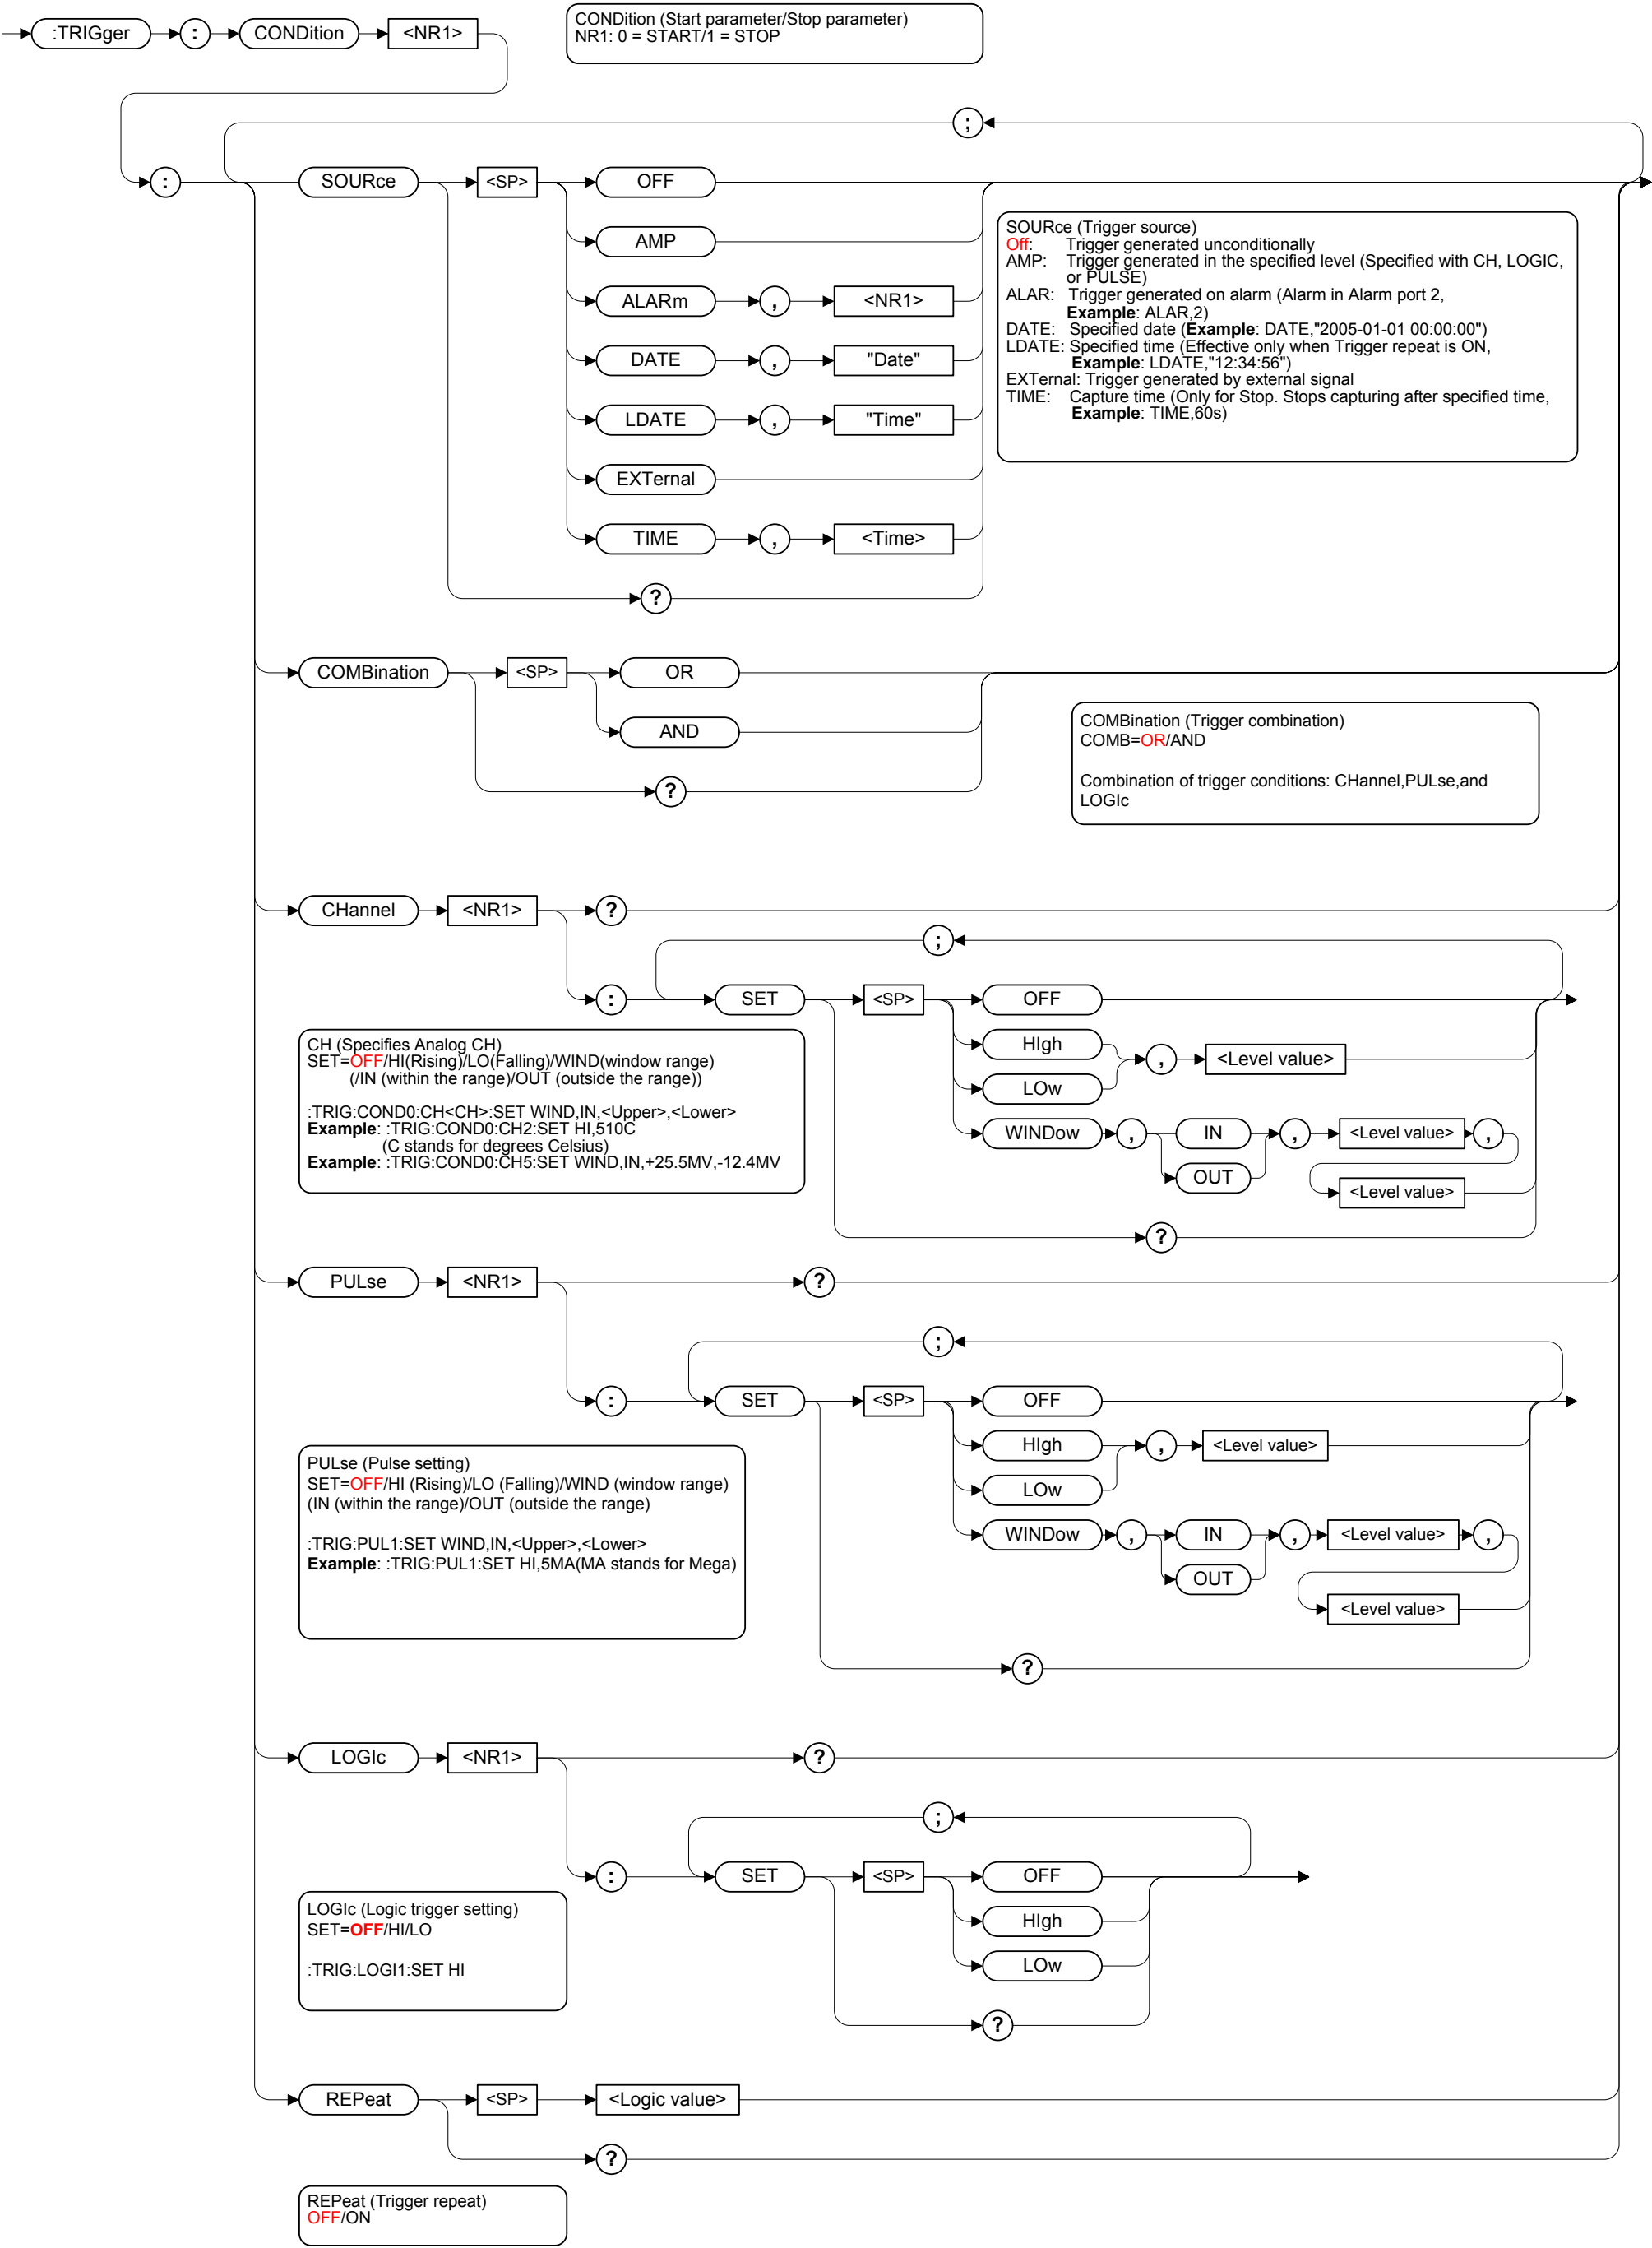 :TRIGger : CONDition <NR1>
CONDition (Start parameter/Stop parameter)
NR1: 0 = START/1 = STOP
;
: SOURce <SP> OFF
AMP
ALARm , <NR1>
DATE , "Date"
LDATE , "Time"
EXTernal
TIME , <Time>
?
SOURce (Trigger source)
Off: Trigger generated unconditionally
AMP: Trigger generated in the specified level (Specified with CH, LOGIC,
or PULSE)
ALAR: Trigger generated on alarm (Alarm in Alarm port 2,
Example: ALAR,2)
DATE: Specified date (Example: DATE,"2005-01-01 00:00:00")
LDATE: Specified time (Effective only when Trigger repeat is ON,
Example: LDATE,"12:34:56")
EXTernal: Trigger generated by external signal
TIME: Capture time (Only for Stop. Stops capturing after specified time,
Example: TIME,60s)
COMBination <SP> OR
AND
?
COMBination (Trigger combination)
COMB=OR/AND
Combination of trigger conditions: CHannel,PULse,and
LOGIc
CHannel <NR1> ?
;
: SET <SP> OFF
HIgh
, <Level value>
LOw
WINDow , IN , <Level value> ,
OUT
<Level value>
?
CH (Specifies Analog CH)
SET=OFF/HI(Rising)/LO(Falling)/WIND(window range)
(/IN (within the range)/OUT (outside the range))
:TRIG:COND0:CH<CH>:SET WIND,IN,<Upper>,<Lower>
Example: :TRIG:COND0:CH2:SET HI,510C
(C stands for degrees Celsius)
Example: :TRIG:COND0:CH5:SET WIND,IN,+25.5MV,-12.4MV
PULse <NR1> ?
;
: SET <SP> OFF
HIgh , <Level value>
LOw
WINDow , IN , <Level value> ,
OUT
<Level value>
?
PULse (Pulse setting)
SET=OFF/HI (Rising)/LO (Falling)/WIND (window range)
(IN (within the range)/OUT (outside the range)
:TRIG:PUL1:SET WIND,IN,<Upper>,<Lower>
Example: :TRIG:PUL1:SET HI,5MA(MA stands for Mega)
LOGIc <NR1> ?
;
: SET <SP> OFF
HIgh
LOw
?
LOGIc (Logic trigger setting)
SET=OFF/HI/LO
:TRIG:LOGI1:SET HI
REPeat <SP> <Logic value>
?
REPeat (Trigger repeat)
OFF/ON